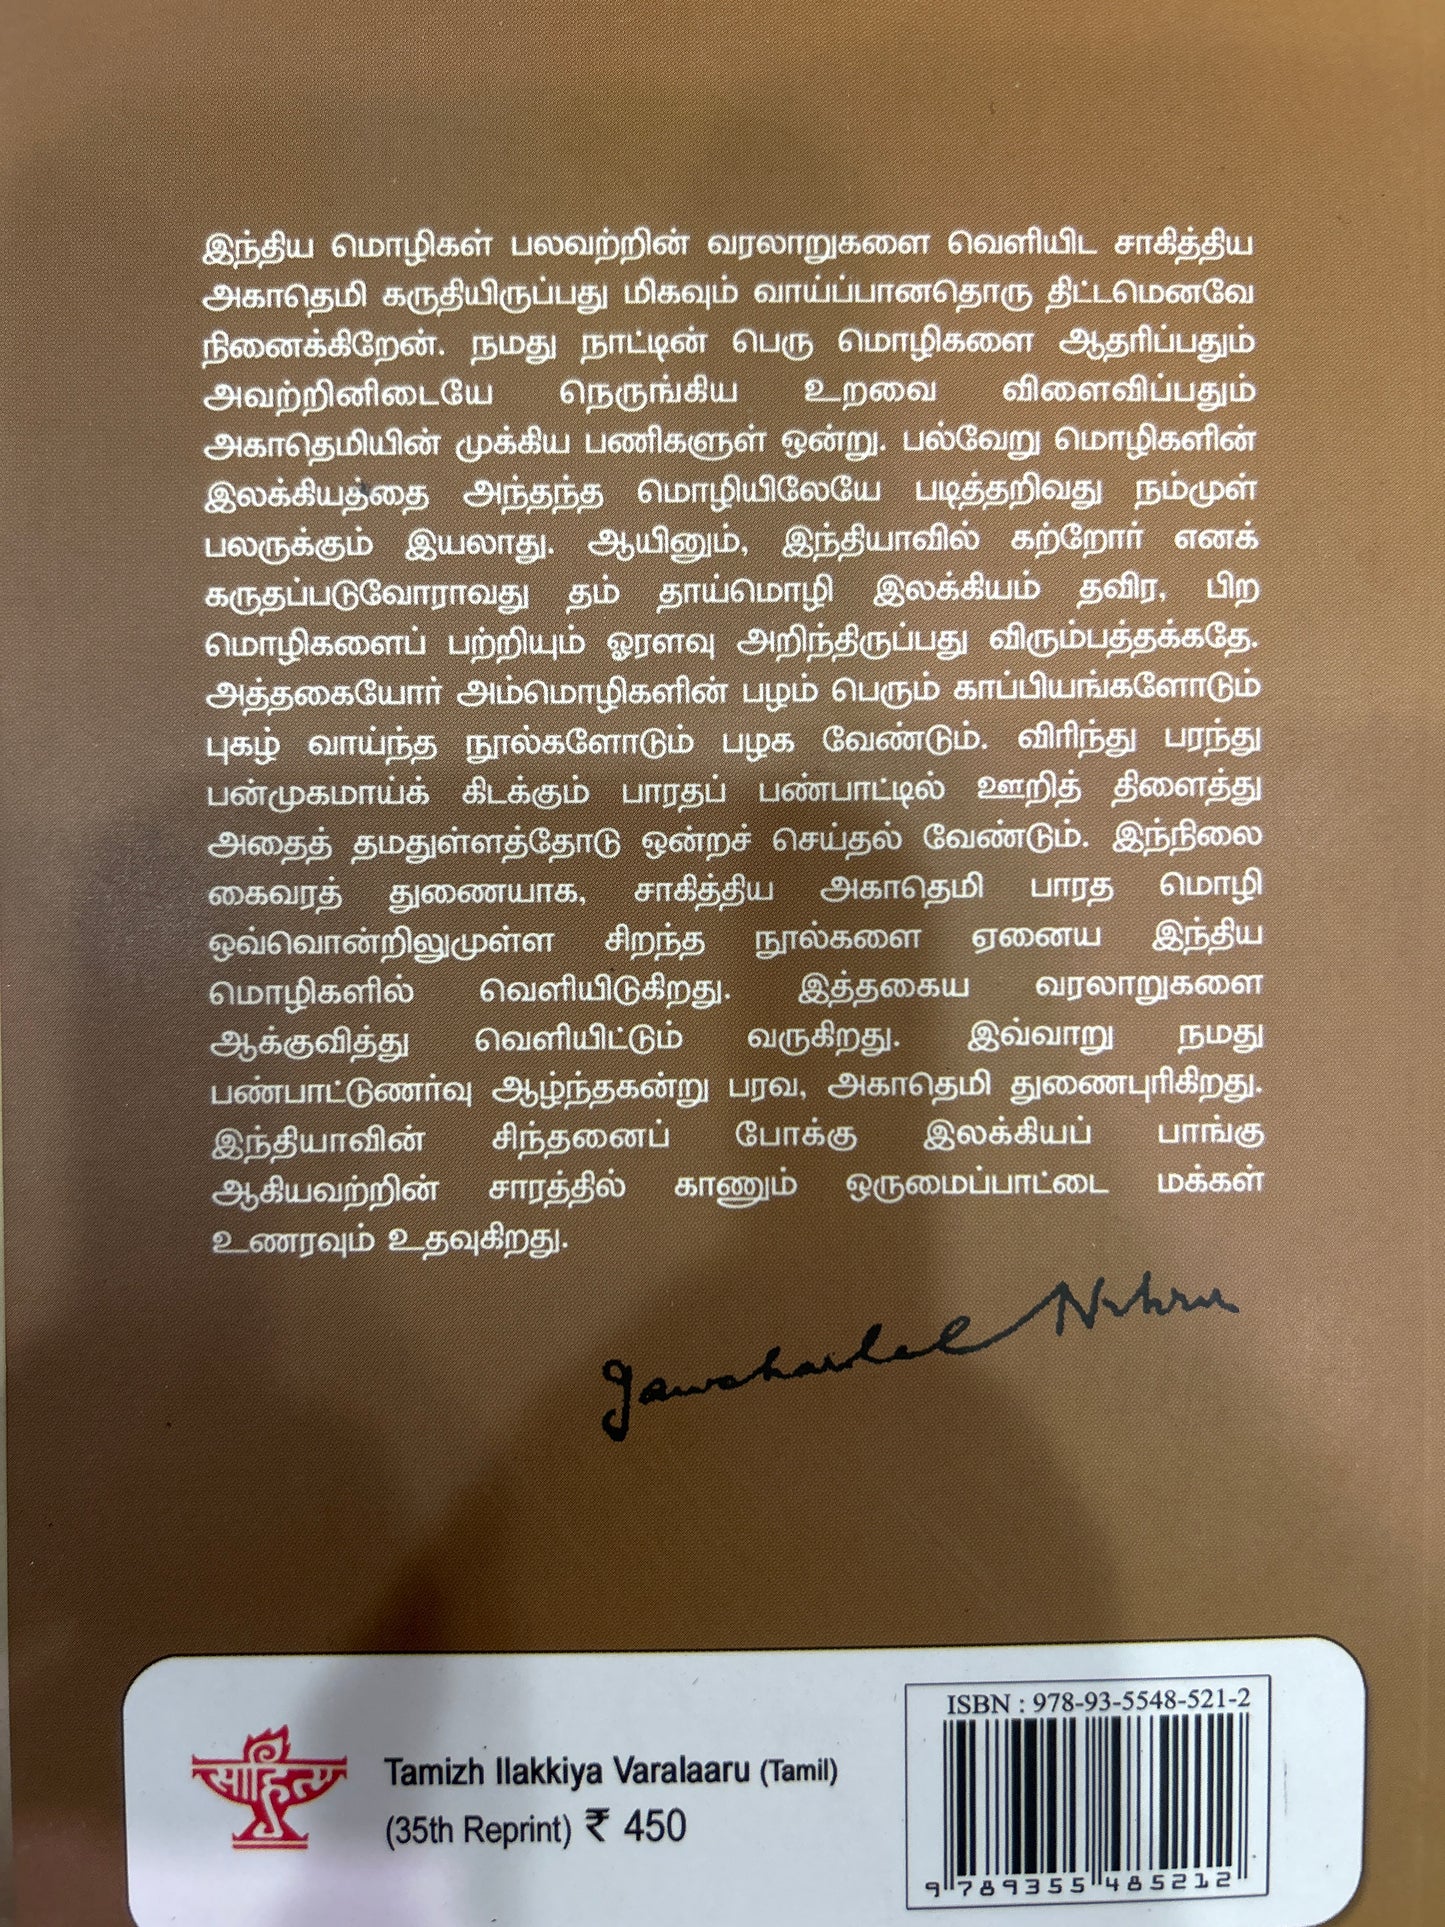 இந்திய மொழிகள் பலவற்றின் வரலாறுகளை வெளியிட சாகித்திய
அகாதெமி கருதியிருப்பது மிகவும் வாய்ப்பானதொரு திட்டமெனவே
நினைக்கிறேன். நமது நாட்டின் பெரு மொழிகளை ஆதரிப்பதும்
அவற்றினிடையே நெருங்கிய உறவை விளைவிப்பதும்
அகாதெமியின் முக்கிய பணிகளுள் ஒன்று. பல்வேறு மொழிகளின்
இலக்கியத்தை அந்தந்த மொழியிலேயே படித்தறிவது நம்முள்
பலருக்கும் இயலாது. ஆயினும், இந்தியாவில் கற்றோர் எனக்
கருதப்படுவோராவது தம் தாய்மொழி இலக்கியம் தவிர, பிற
மொழிகளைப் பற்றியும் ஓரளவு அறிந்திருப்பது விரும்பத்தக்கதே.
அத்தகையோர் அம்மொழிகளின் பழம் பெரும் காப்பியங்களோடும்
புகழ் வாய்ந்த நூல்களோடும் பழக வேண்டும். விரிந்து பரந்து
பன்முகமாய்க் கிடக்கும் பாரதப் பண்பாட்டில் ஊறித் திளைத்து
அதைத் தமதுள்ளத்தோடு ஒன்றச் செய்தல் வேண்டும். இந்நிலை
கைவரத் துணையாக, சாகித்திய அகாதெமி பாரத மொழி
ஒவ்வொன்றிலுமுள்ள சிறந்த நூல்களை ஏனைய இந்திய
மொழிகளில் வெளியிடுகிறது. இத்தகைய வரலாறுகளை
ஆக்குவித்து வெளியிட்டும் வருகிறது. இவ்வாறு நமது
பண்பாட்டுணர்வு ஆழ்ந்தகன்று பரவ, அகாதெமி துணைபுரிகிறது.
இந்தியாவின் சிந்தனைப் போக்கு இலக்கியப் பாங்கு
ஆகியவற்றின் சாரத்தில் காணும் ஒருமைப்பாட்டை மக்கள்
உணரவும் உதவுகிறது.
Jawaharlal Nehru
ISBN : 978-93-5548-521-2
साहित्य
Tamizh Ilakkiya Varalaaru (Tamil)
(35th Reprint) ₹ 450
9 789355 485212